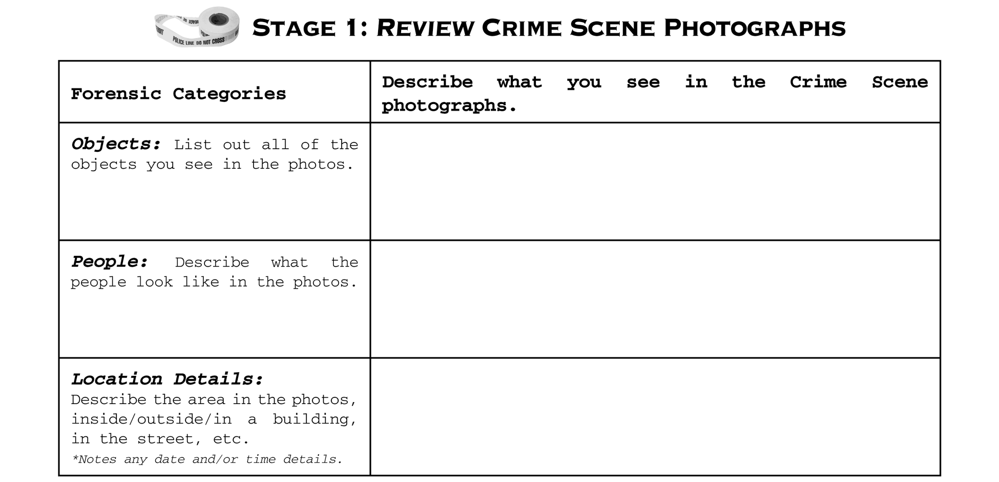 POLICE LINE DO NOT CROSS
STAGE 1: REVIEW CRIME SCENE PHOTOGRAPHS
Forensic Categories
Describe what you see in the Crime Scene
photographs.
Objects: List out all of the
objects you see in the photos.
People: Describe what the
people look like in the photos.
Location Details:
Describe the area in the photos,
inside/outside/in a building,
in the street, etc.
*Notes any date and/or time details.